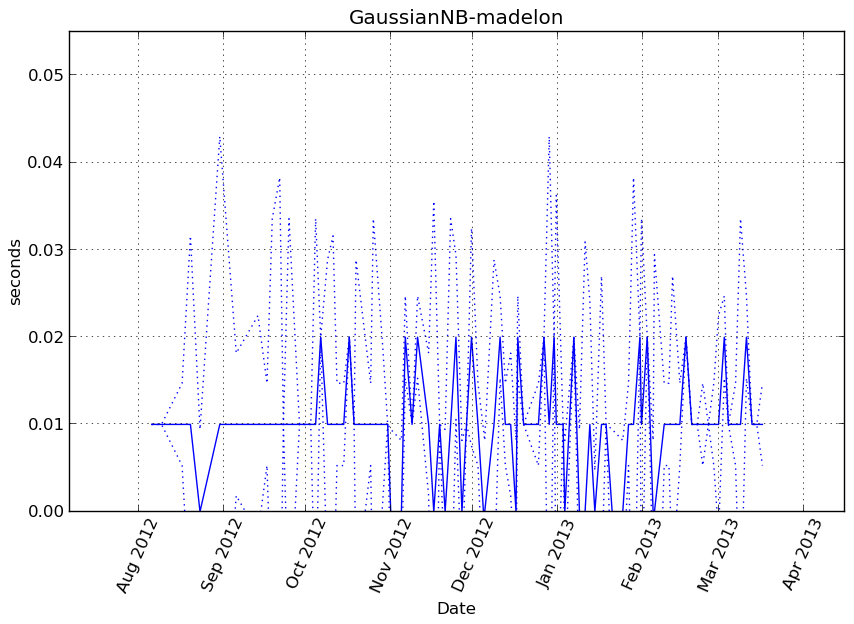 GaussianNB-madelon
0.05
0.04
0.03
0.02
0.01
0.00
seconds
Aug 2012
Sep 2012
Oct 2012
Nov 2012
Dec 2012
Jan 2013
Feb 2013
Mar 2013
Apr 2013
Date